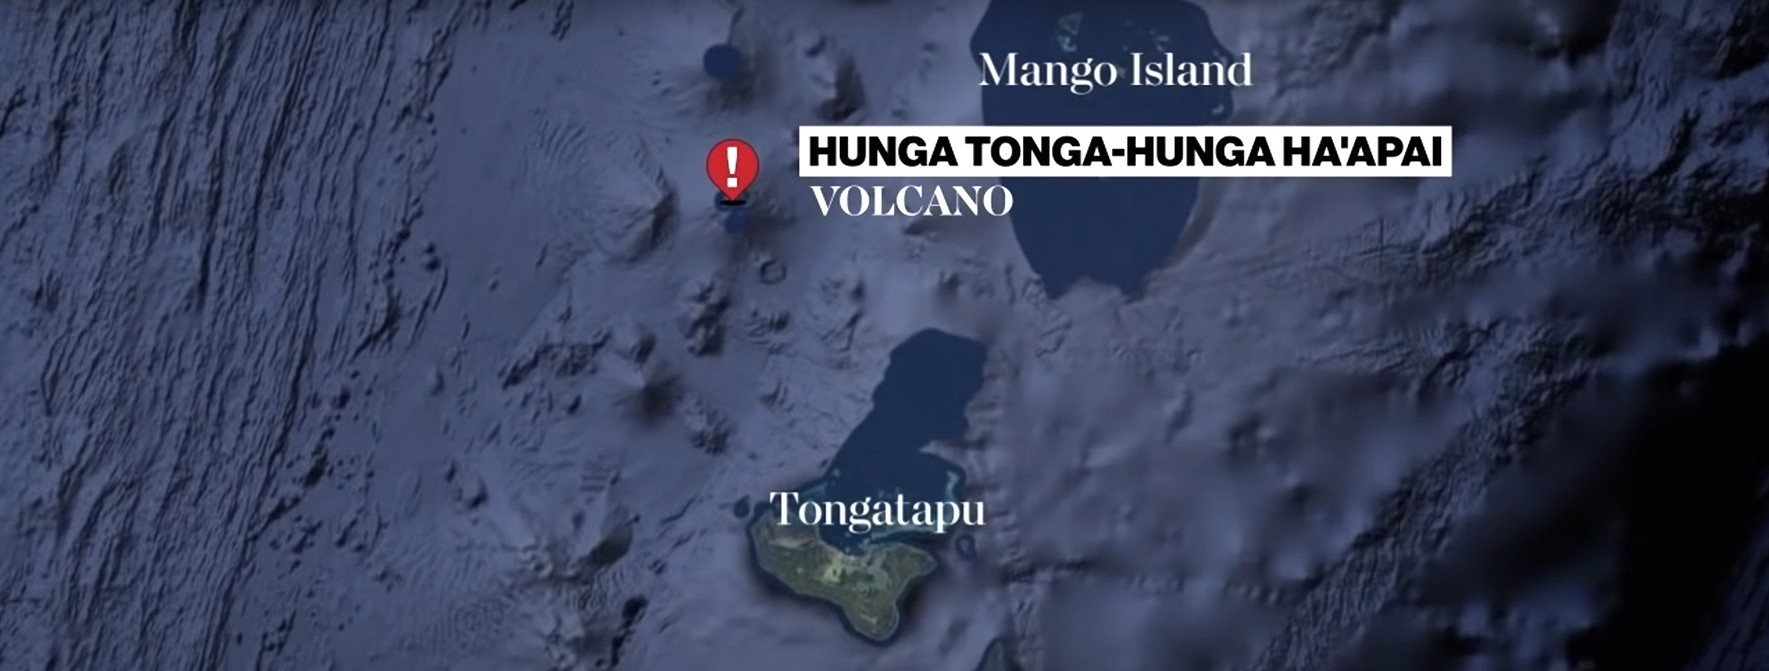 Mango Island
HUNGA TONGA-HUNGA HA'APAI
VOLCANO
Tongatapu